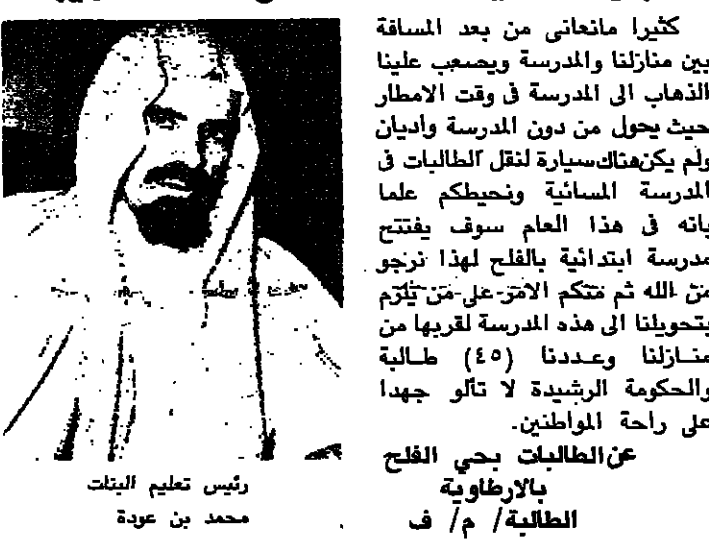 كثيرا مانعانى من بعد المسافة
بين منازلنا والمدرسة ويصعب علينا
الذهاب الى المدرسة فى وقت الامطار
حيث يحول من دون المدرسة واديان
ولم يكن هناك سيارة لنقل الطالبات فى
المدرسة المسائية ونحيطكم علما
بانه فى هذا العام سوف يفتتح
مدرسة ابتدائية بالفلح لهذا نرجو
من الله ثم منكم الامر على من يلزم
بتحويلنا الى هذه المدرسة لقربها من
منازلنا وعددنا (٤٥) طالبة
والحكومة الرشيدة لا تألو جهدا
على راحة المواطنين.
عن الطالبات بحي الفلح
بالارطاوية
الطالبة/ م/ ف
رئيس تعليم البنات
محمد بن عودة